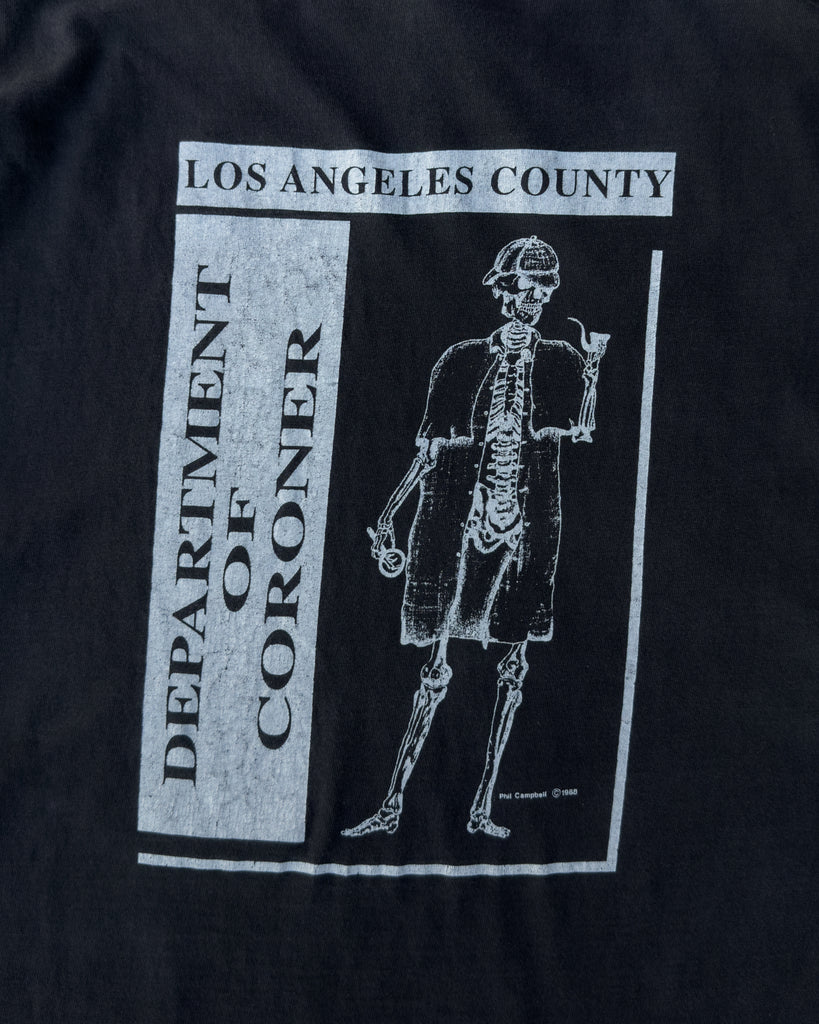 LOS ANGELES COUNTY
DEPARTMENT
OF
CORONER
Phil Campbell ©1988